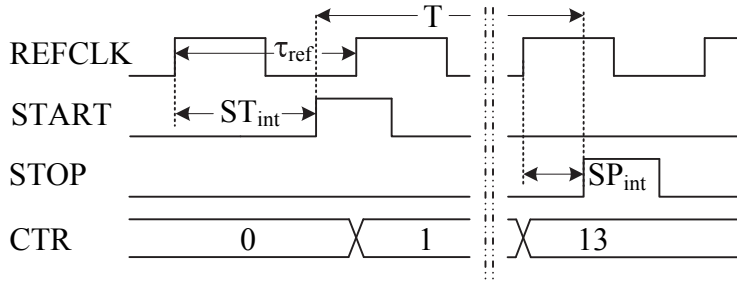 T
REFCLK
τref
START
STint
STOP
SPint
CTR 0 1 13